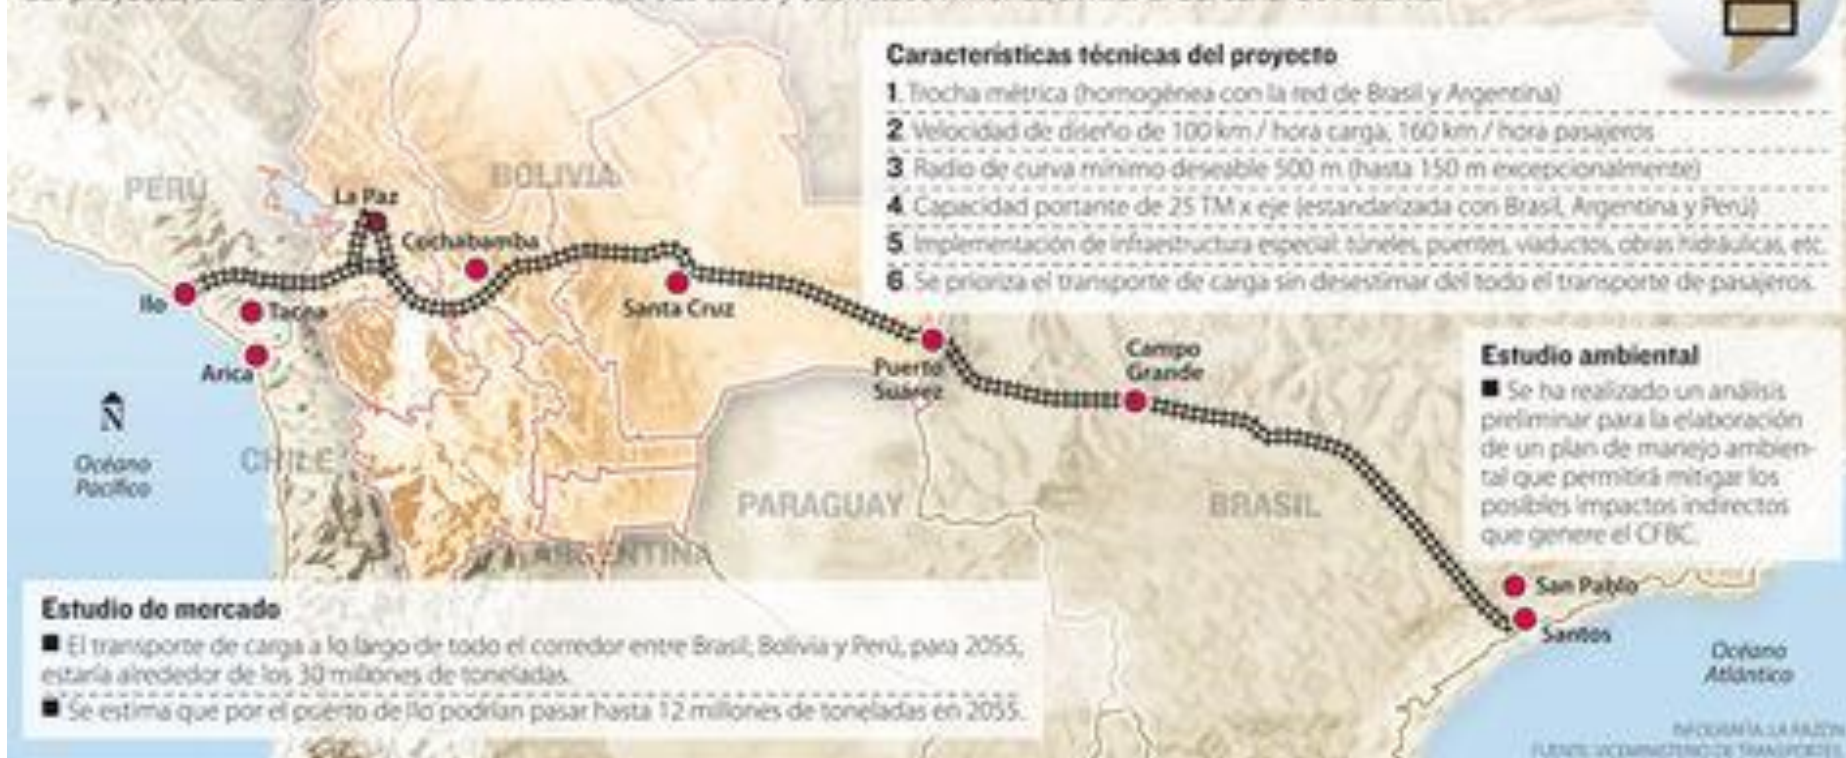 Características técnicas del proyecto
1. Trocha métrica (homogénea con la red de Brasil y Argentina)
2 Velocidad de diseño de 100 km / hora carga, 160 km / hora pasajeros
3 Radio de curva mínimo deseable 500 m (hasta 150 m excepcionalmente)
4 Capacidad portante de 25 TM x eje (estandarizada con Brasil, Argentina y Perú)
5 Implementación de infraestructura especial: túneles, puentes, viaductos, obras hidráulicas, etc.
6 Se prioriza el transporte de carga sin desestimar del todo el transporte de pasajeros.
PERÚ
BOLIVIA
La Paz
Cochabamba
Ilo
Tacna
Santa Cruz
Arica
Puerto
Suárez
Campo
Grande
N
Océano
Pacífico
CHILE
PARAGUAY
BRASIL
ARGENTINA
Estudio ambiental
■ Se ha realizado un análisis
preliminar para la elaboración
de un plan de manejo ambien-
tal que permitirá mitigar los
posibles impactos indirectos
que genere el CFBC.
San Pablo
Santos
Océano
Atlántico
Estudio de mercado
■ El transporte de carga a lo largo de todo el corredor entre Brasil, Bolivia y Perú, para 2055,
estaría alrededor de los 30 millones de toneladas.
■ Se estima que por el puerto de Ilo podrían pasar hasta 12 millones de toneladas en 2055.
INFOGRAFÍA: LA RAZÓN
FUENTE: VICEMINISTERIO DE TRANSPORTES